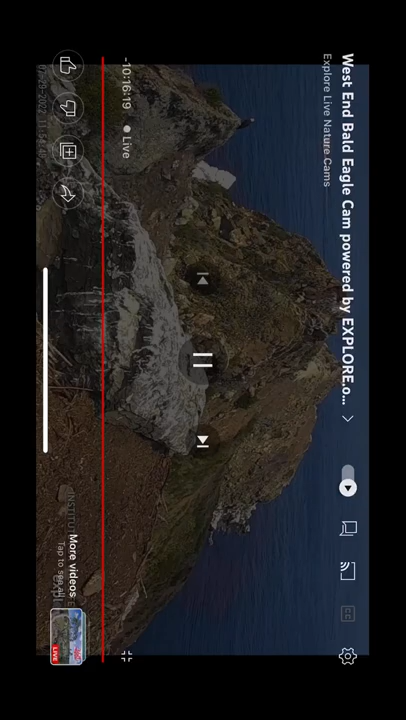 West End Bald Eagle Cam powered by EXPLORE.o...
Explore Live Nature Cams
CC
-10:16:19
Live
More videos
Tap to see all
LIVE